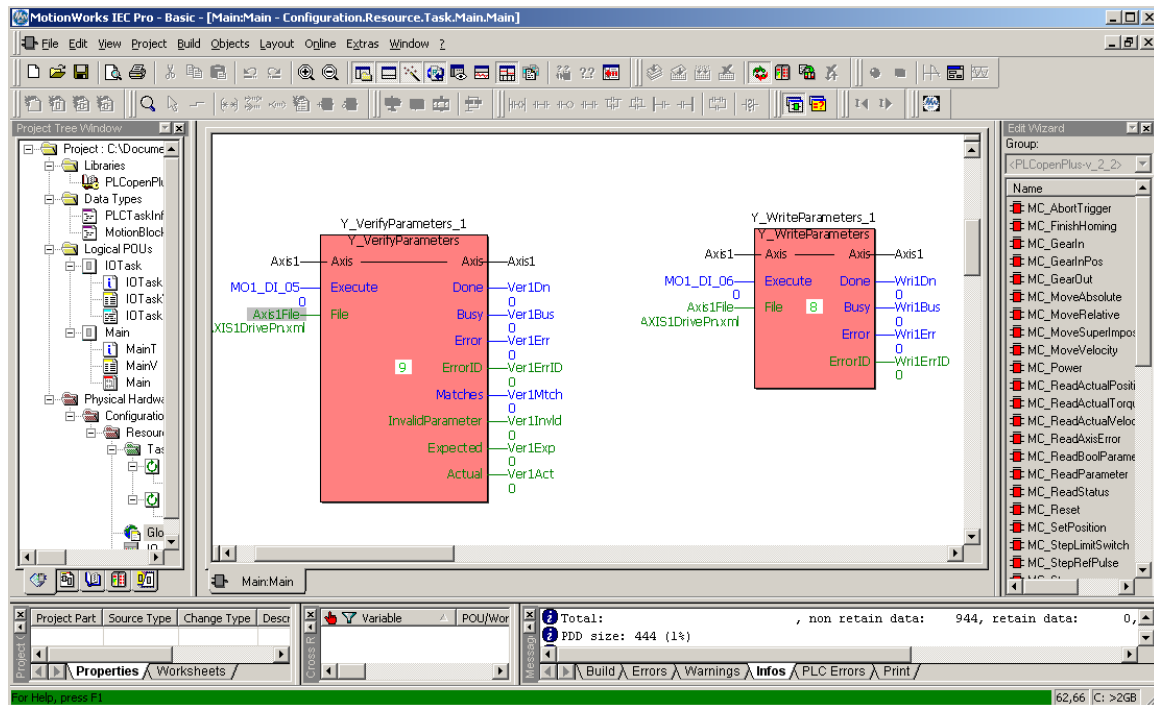 MotionWorks IEC Pro - Basic - [Main:Main - Configuration.Resource.Task.Main.Main]
File Edit View Project Build Objects Layout Online Extras Window ?
Project Tree Window
Project : C:\Docume
Libraries
PLCopenPlu
Data Types
PLCTaskInf
MotionBlock
Logical POUs
IOTask
IOTask
IOTask
IOTask
Main
MainT
MainV
Main
Physical Hardwa
Configuratio
Resour
Tas
Glo
IO
Y_VerifyParameters_1
Y_VerifyParameters
Axis1 Axis Axis Axis1
MO1_DI_05 Execute Done Ver1Dn
0 0
Axis1File File Busy Ver1Bus
XIS1DrivePn.xml 0
Error Ver1Err
0
9 ErrorID Ver1ErrID
0
Matches Ver1Mtch
0
InvalidParameter Ver1Invld
0
Expected Ver1Exp
0
Actual Ver1Act
0
Y_WriteParameters_1
Y_WriteParameters
Axis1 Axis Axis Axis1
MO1_DI_06 Execute Done Wri1Dn
0 0
Axis1File File 8 Busy Wri1Bus
AXIS1DrivePn.xml 0
Error Wri1Err
0
ErrorID Wri1ErrID
0
Main:Main
Edit Wizard
Group:
<PLCopenPlus-v_2_2>
Name
MC_AbortTrigger
MC_FinishHoming
MC_GearIn
MC_GearInPos
MC_GearOut
MC_MoveAbsolute
MC_MoveRelative
MC_MoveSuperImpos
MC_MoveVelocity
MC_Power
MC_ReadActualPositi
MC_ReadActualTorqu
MC_ReadActualVeloc
MC_ReadAxisError
MC_ReadBoolParame
MC_ReadParameter
MC_ReadStatus
MC_Reset
MC_SetPosition
MC_StepLimitSwitch
MC_StepRefPulse
Project (
Project Part Source Type Change Type Descr
Properties Worksheets
Cross R
Variable POU/Wor
Messag
Total: , non retain data: 944, retain data: 0,
PDD size: 444 (1%)
Build Errors Warnings Infos PLC Errors Print
For Help, press F1
62,66 C: >2GB